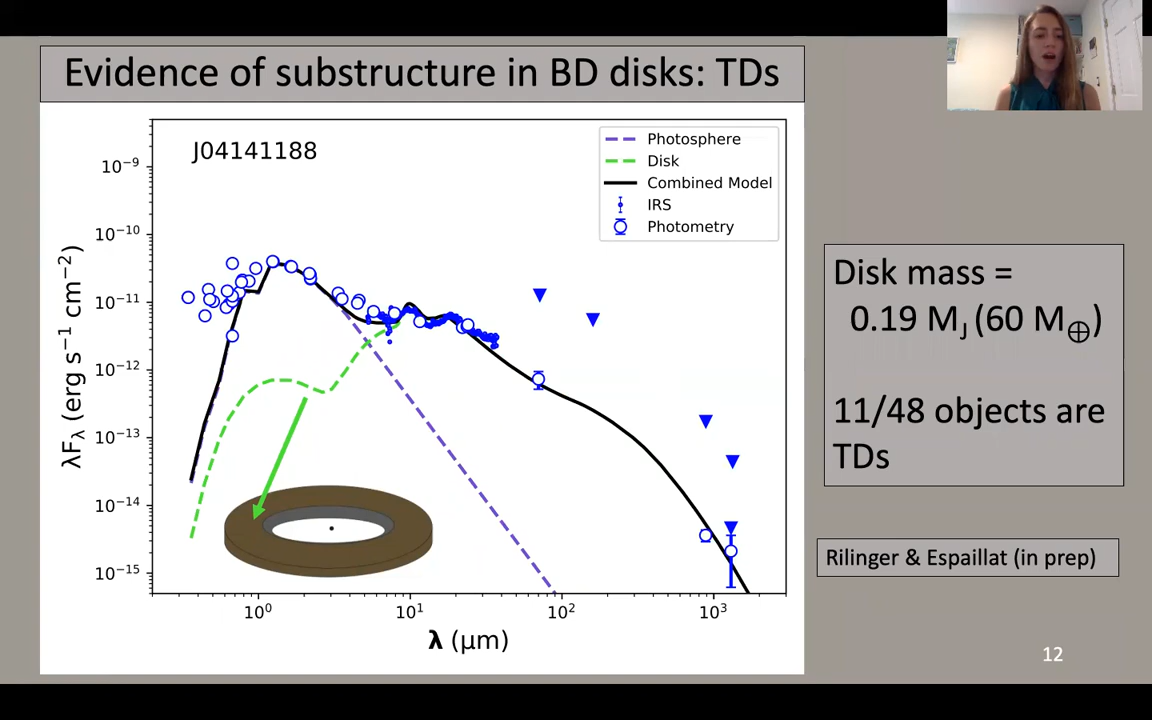 Evidence of substructure in BD disks: TDs
J04141188
Photosphere
Disk
Combined Model
IRS
Photometry
10⁻⁹
10⁻¹⁰
10⁻¹¹
10⁻¹²
10⁻¹³
10⁻¹⁴
10⁻¹⁵
λFλ (erg s⁻¹ cm⁻²)
10⁰
10¹
10²
10³
λ (μm)
Disk mass =
0.19 MJ (60 M⊕)
11/48 objects are
TDs
Rilinger & Espaillat (in prep)
12